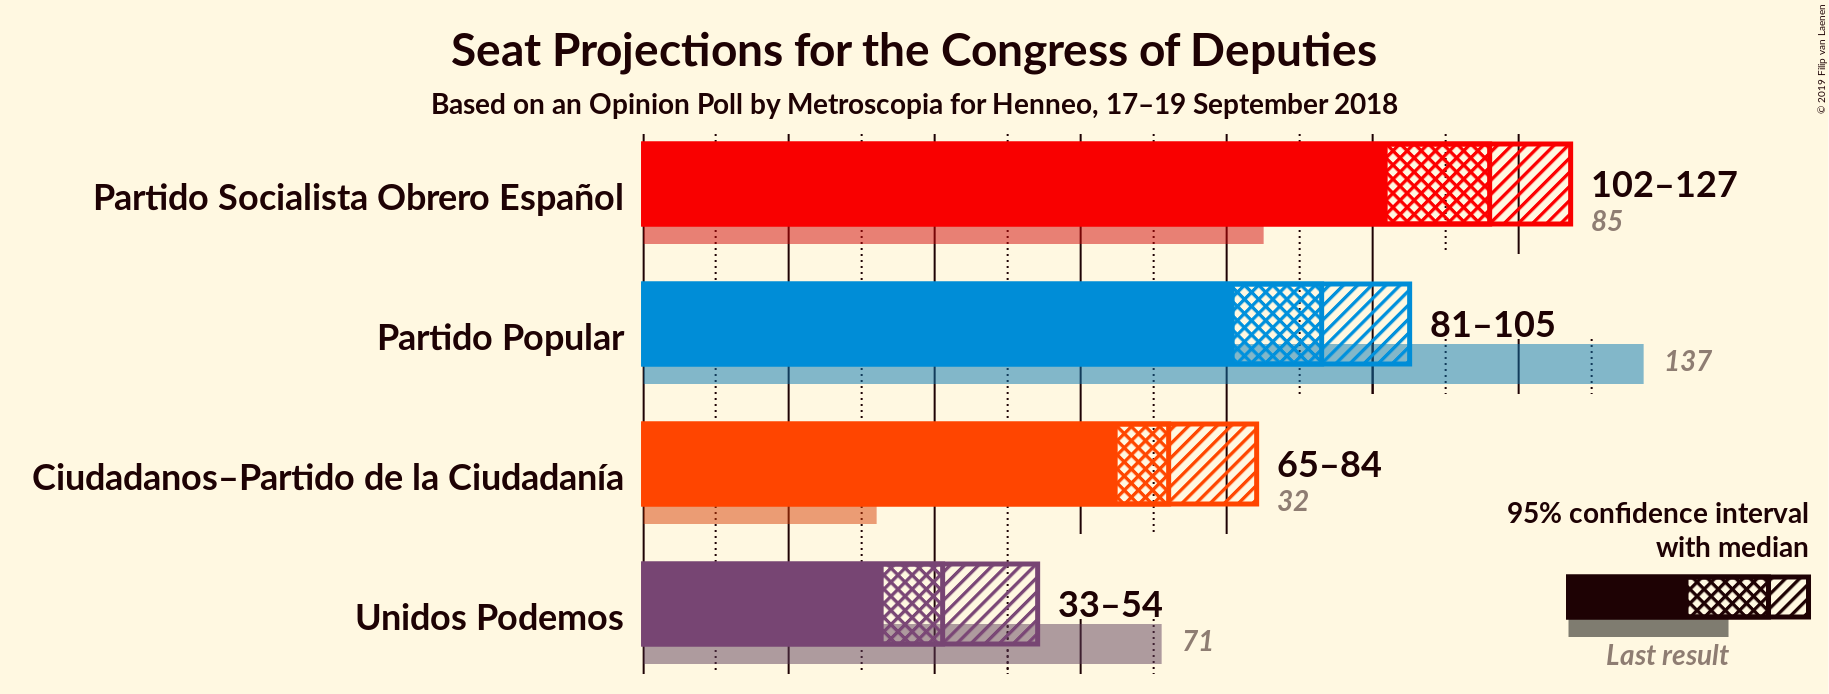 Seat Projections for the Congress of Deputies
Based on an Opinion Poll by Metroscopia for Henneo, 17–19 September 2018
© 2019 Filip van Laenen
Partido Socialista Obrero Español
102–127
85
Partido Popular
81–105
137
Ciudadanos–Partido de la Ciudadanía
65–84
32
Unidos Podemos
33–54
71
95% confidence interval
with median
Last result